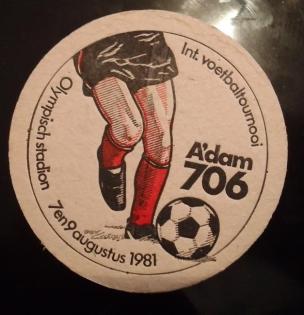 Int. voetbaltournooi
A'dam
706
Olympisch stadion
7en9 augustus 1981